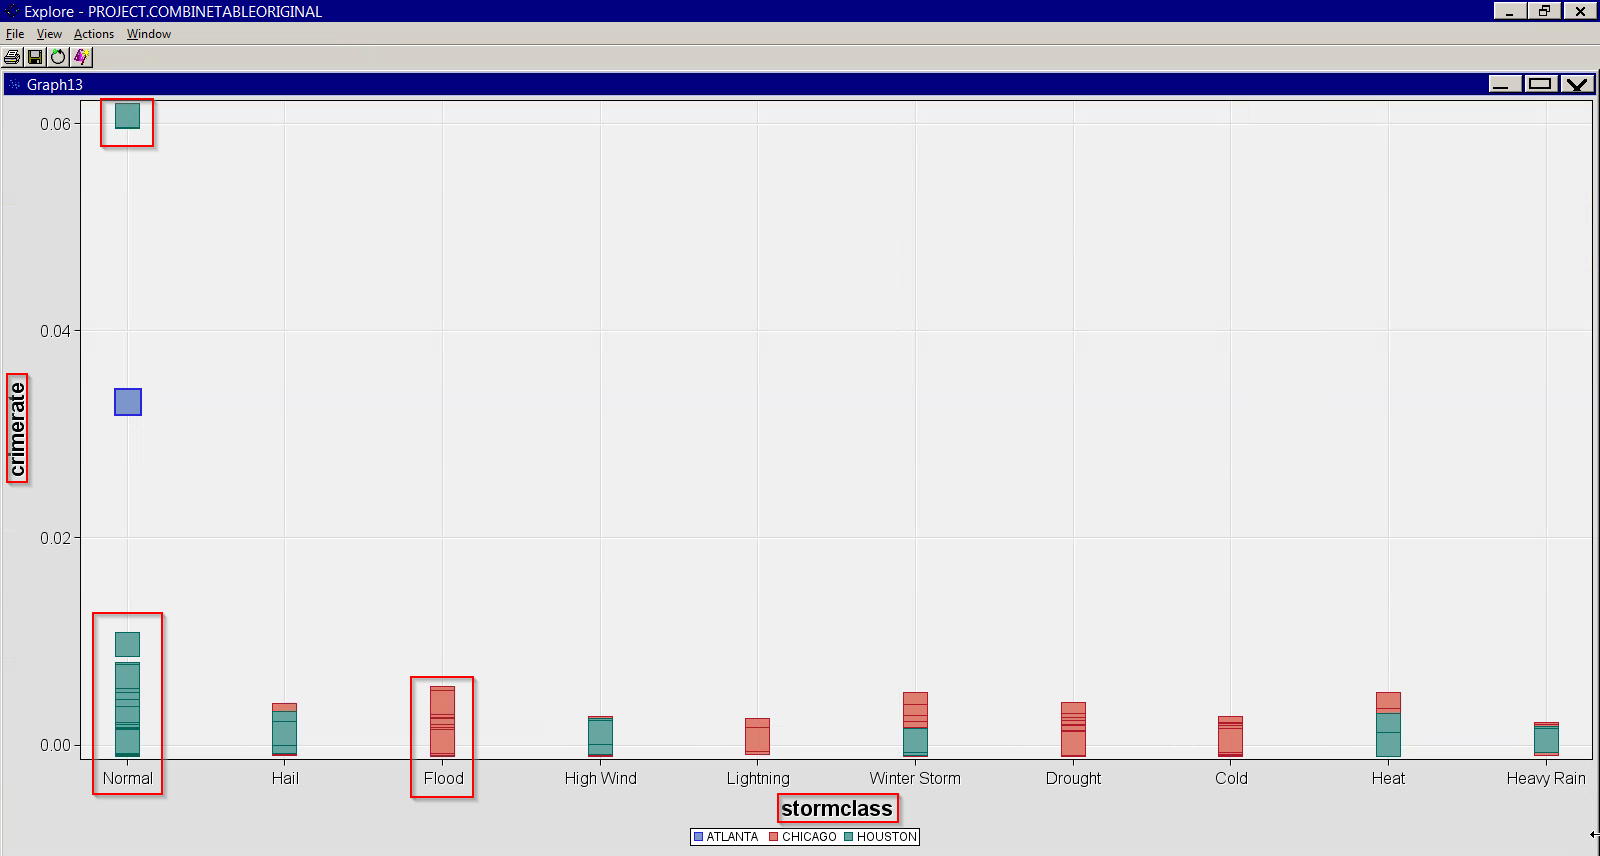 Explore - PROJECT.COMBINETABLEORIGINAL
File View Actions Window
Graph13
0.06
0.04
crimerate
0.02
0.00
Normal Hail Flood High Wind Lightning Winter Storm Drought Cold Heat Heavy Rain
stormclass
ATLANTA CHICAGO HOUSTON